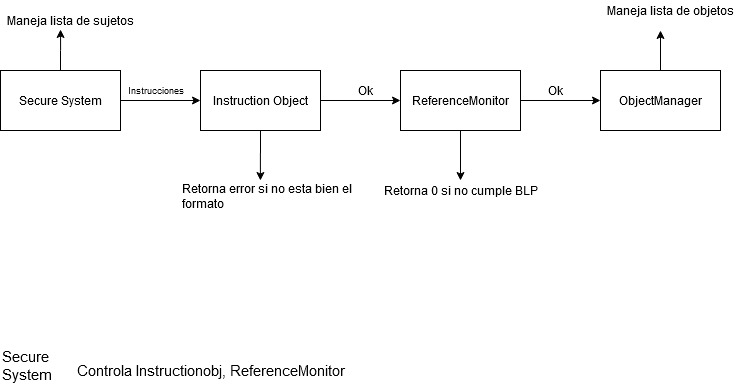 Maneja lista de sujetos
Maneja lista de objetos
Secure System
Instrucciones
Instruction Object
Ok
ReferenceMonitor
Ok
ObjectManager
Retorna error si no esta bien el
formato
Retorna 0 si no cumple BLP
Secure
System
Controla Instructionobj, ReferenceMonitor